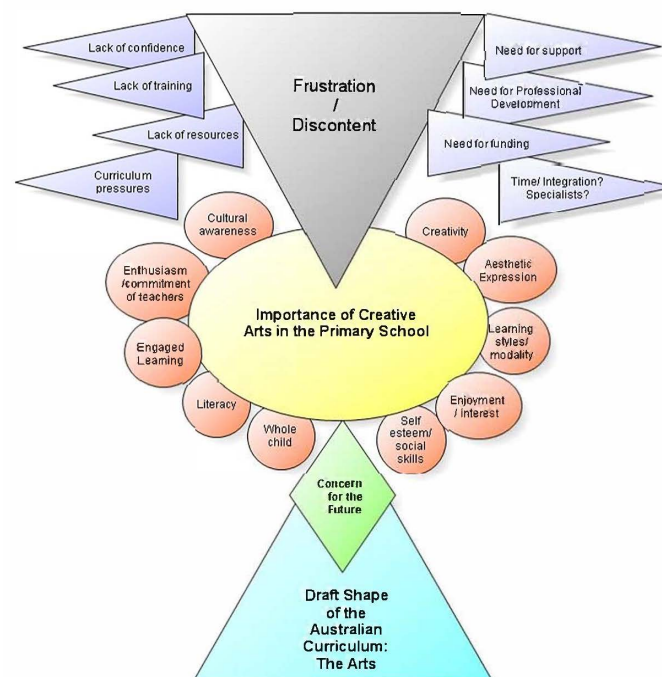 Lack of confidence
Lack of training
Lack of resources
Curriculum
pressures
Frustration
/
Discontent
Need for support
Need for Professional
Development
Need for funding
Time/ Integration?
Specialists?
Cultural
awareness
Enthusiasm
/commitment
of teachers
Engaged
Learning
Literacy
Whole
child
Importance of Creative
Arts in the Primary School
Creativity
Aesthetic
Expression
Learning
styles/
modality
Enjoyment
/ interest
Self
esteem/
social
skills
Concern
for the
Future
Draft Shape
of the
Australian
Curriculum:
The Arts